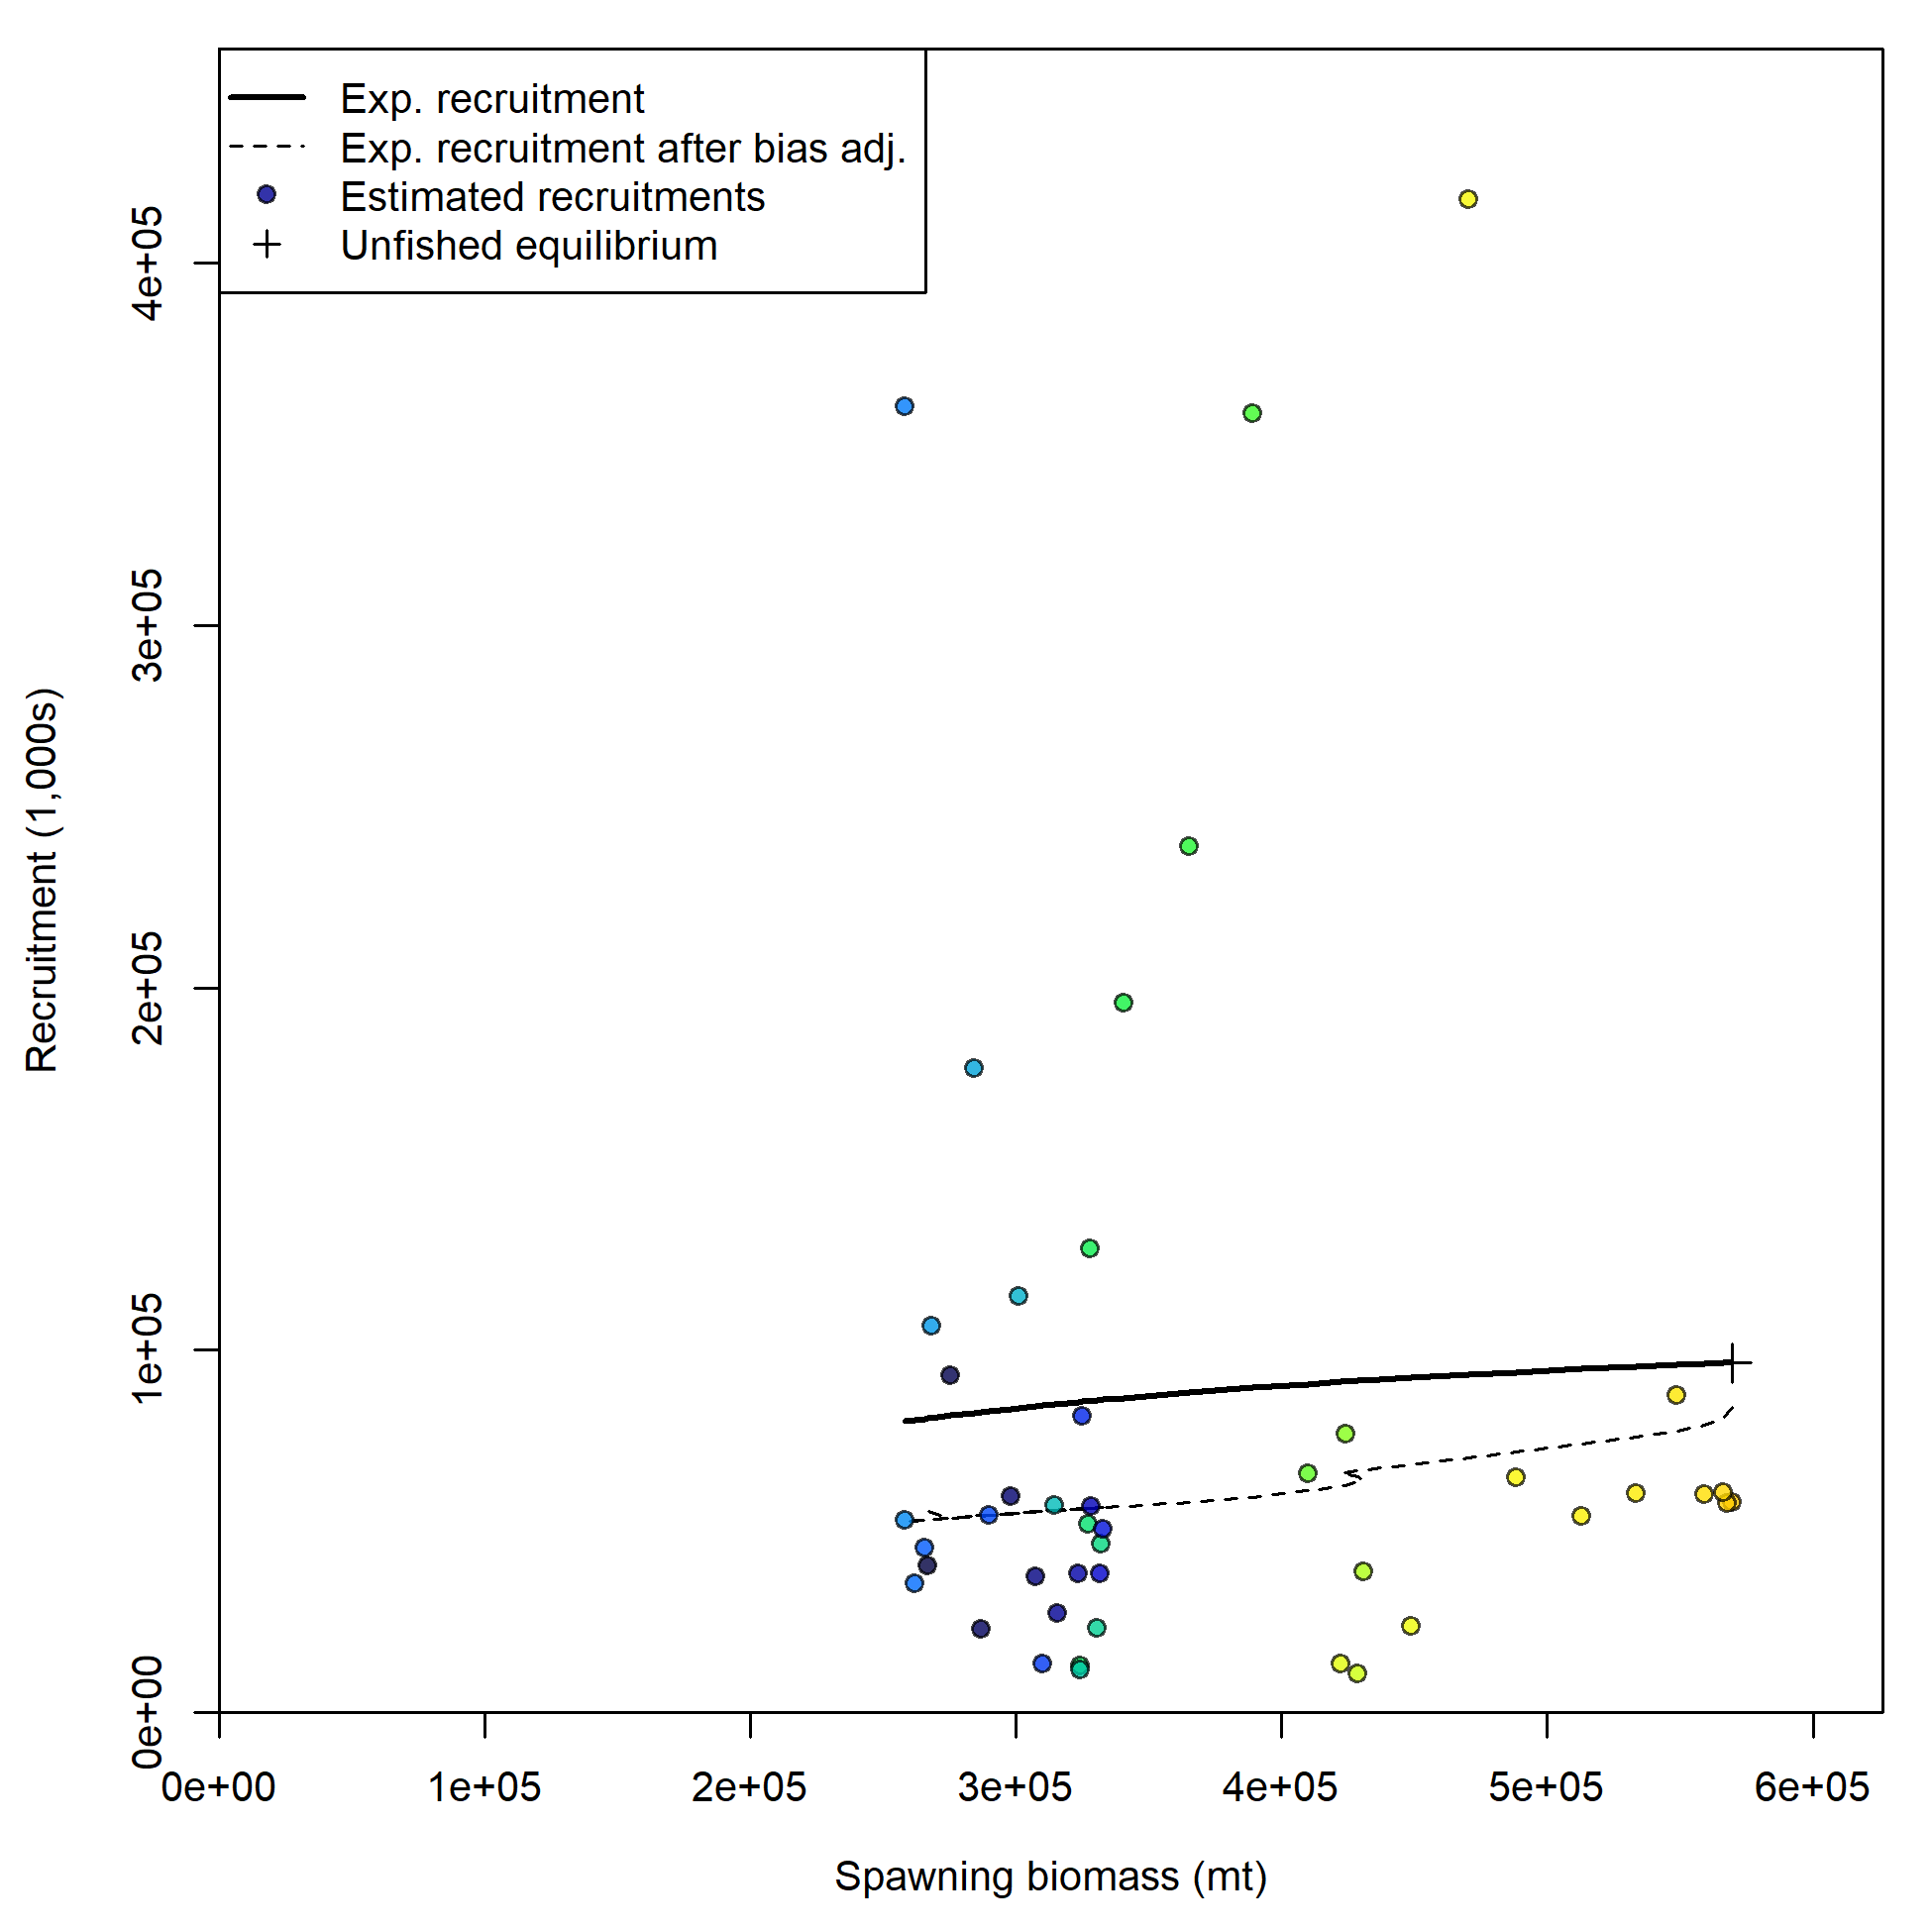 Exp. recruitment
Exp. recruitment after bias adj.
Estimated recruitments
Unfished equilibrium
Recruitment (1,000s)
4e+05
3e+05
2e+05
1e+05
0e+00
0e+00 1e+05 2e+05 3e+05 4e+05 5e+05 6e+05
Spawning biomass (mt)